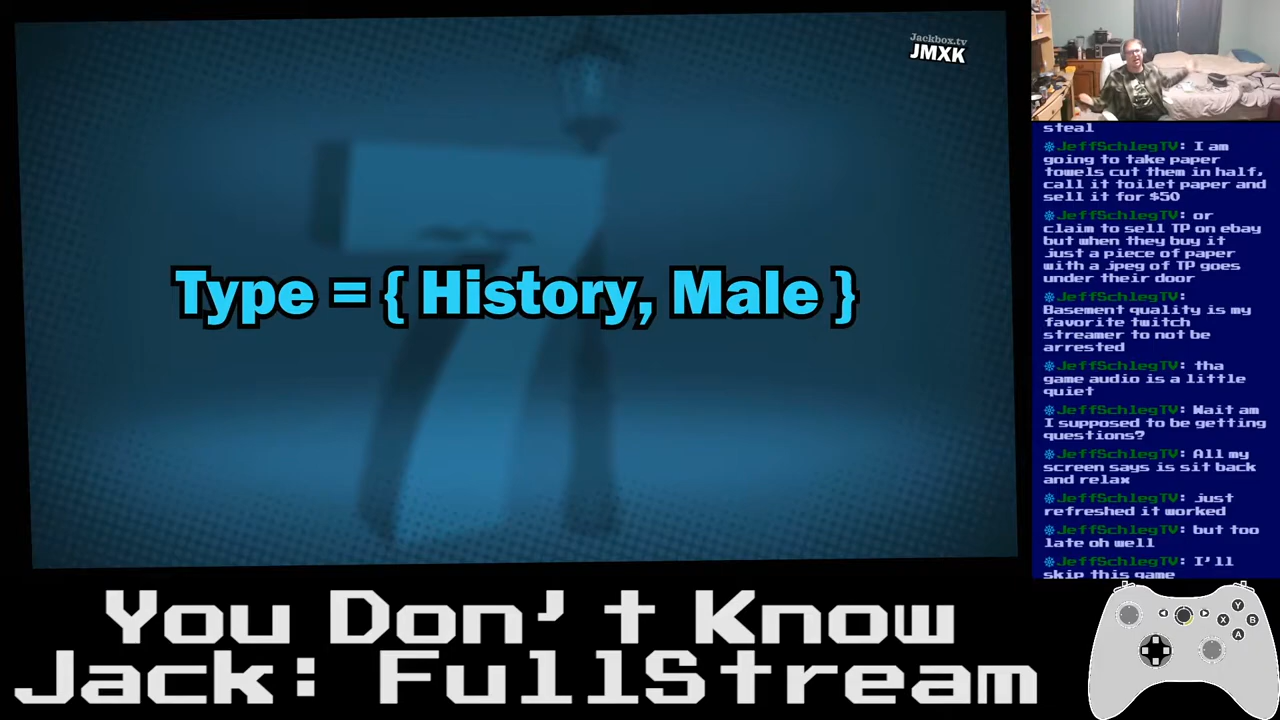 Jackbox.tv
JMXK
Type = { History, Male }
steal
JeffSchlegTV: I am
going to take paper
towels cut them in half,
call it toilet paper and
sell it for $50
JeffSchlegTV: or
claim to sell TP on ebay
but when they buy it
just a piece of paper
with a jpeg of TP goes
under their door
JeffSchlegTV:
Basement quality is my
favorite twitch
streamer to not be
arrested
JeffSchlegTV: tha
game audio is a little
quiet
JeffSchlegTV: Wait am
I supposed to be getting
questions?
JeffSchlegTV: All my
screen says is sit back
and relax
JeffSchlegTV: just
refreshed it worked
JeffSchlegTV: but too
late oh well
JeffSchlegTV: I'll
skip this game
You Don't Know
Jack: FullStream
Y
X
B
A